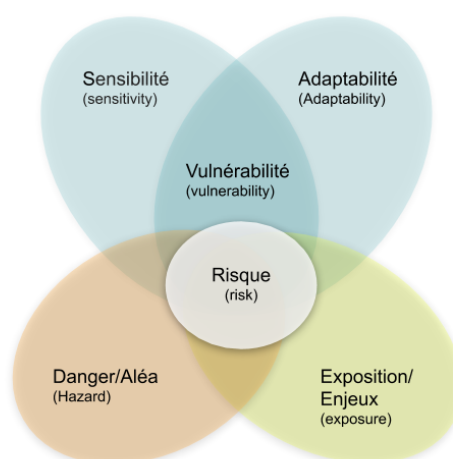 Sensibilité
(sensitivity)
Adaptabilité
(Adaptability)
Vulnérabilité
(vulnerability)
Risque
(risk)
Danger/Aléa
(Hazard)
Exposition/
Enjeux
(exposure)